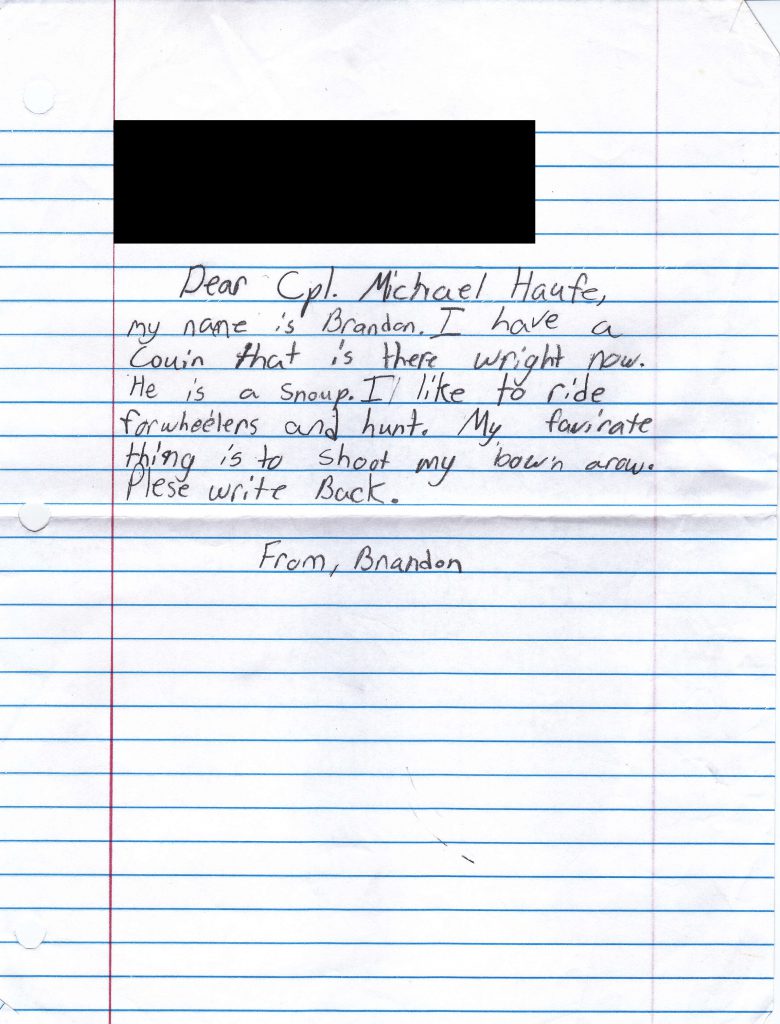 Dear Cpl. Michael Haufe,
my name is Brandon. I have a
Couin that is there wright now.
He is a Snoup. I like to ride
forwheelers and hunt. My favirate
thing is to shoot my bow'n arow.
Plese write Back.
From, Brandon